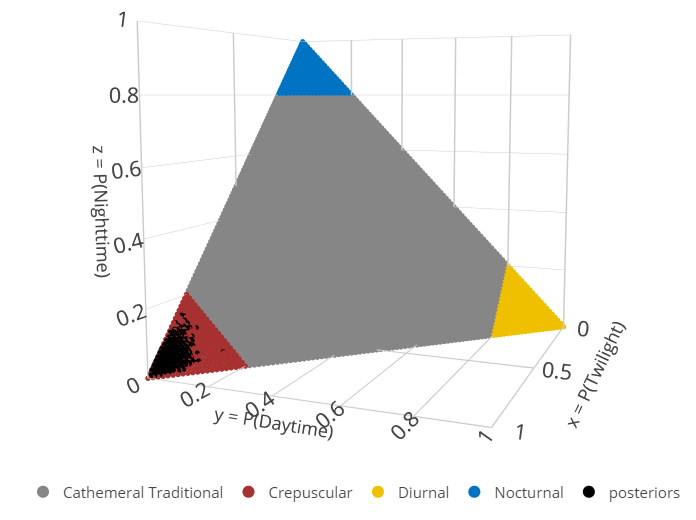 1
0.8
0.6
0.4
0.2
0
z = P(Nighttime)
0.2
0.4
0.6
0.8
1
y = P(Daytime)
0
0.5
1
x = P(Twilight)
Cathemeral Traditional
Crepuscular
Diurnal
Nocturnal
posteriors